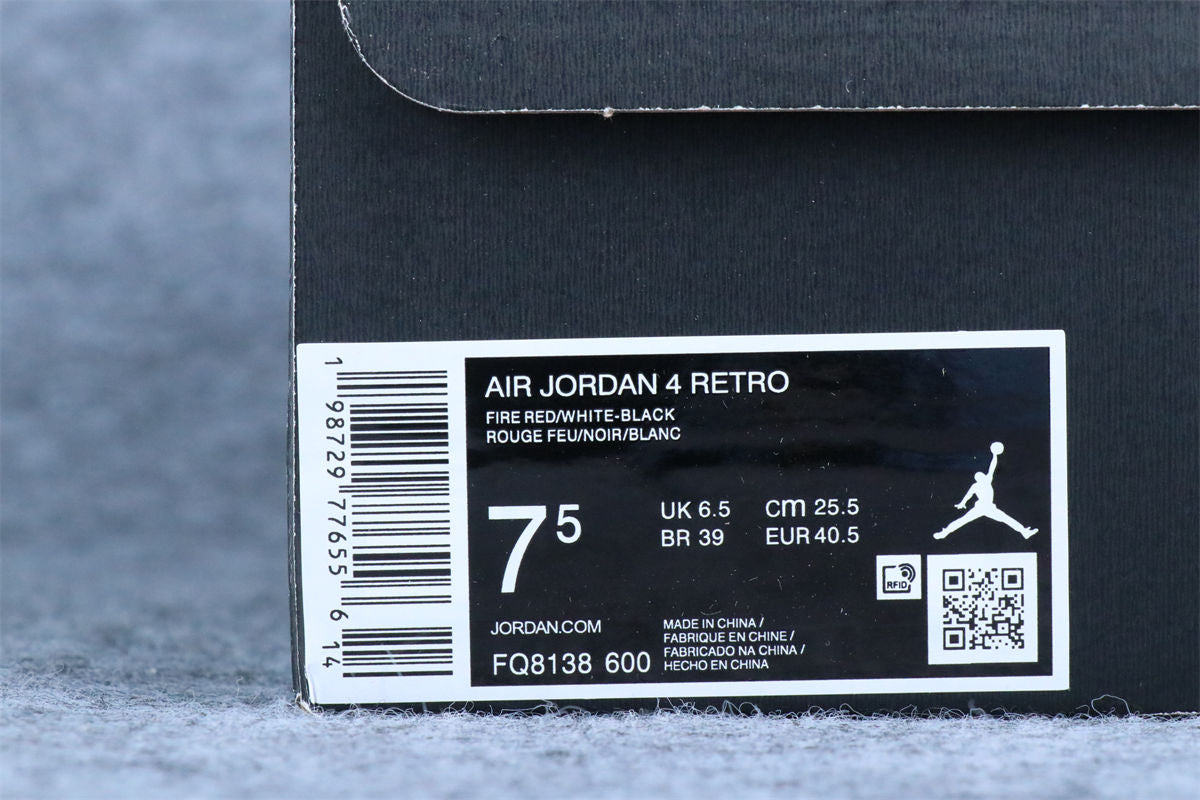 AIR JORDAN 4 RETRO
FIRE RED/WHITE-BLACK
ROUGE FEU/NOIR/BLANC
7⁵
UK 6.5 cm 25.5
BR 39 EUR 40.5
RFID
JORDAN.COM
FQ8138 600
MADE IN CHINA /
FABRIQUE EN CHINE /
FABRICADO NA CHINA /
HECHO EN CHINA
1 98729 77655 6 14